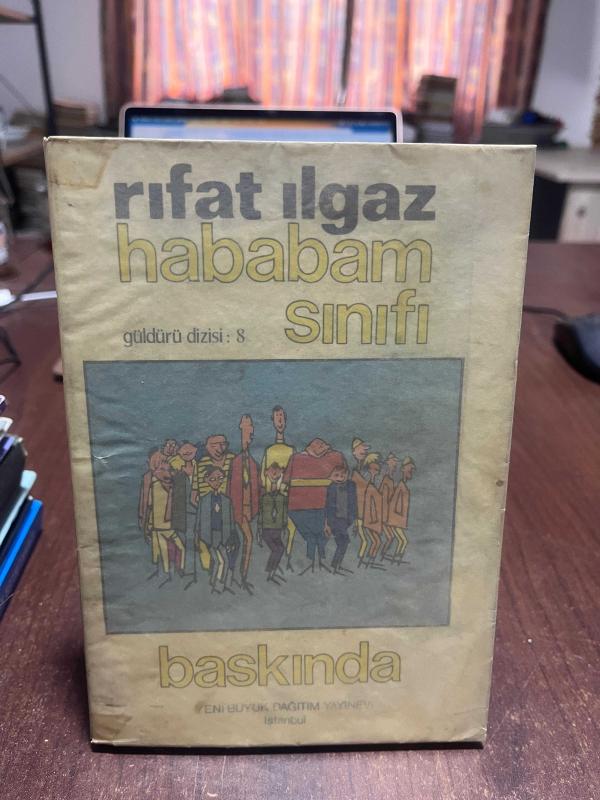 rıfat ılgaz
hababam
sınıfı
güldürü dizisi: 8
baskında
YENİ BÜYÜK DAĞITIM YAYINEVİ
İstanbul